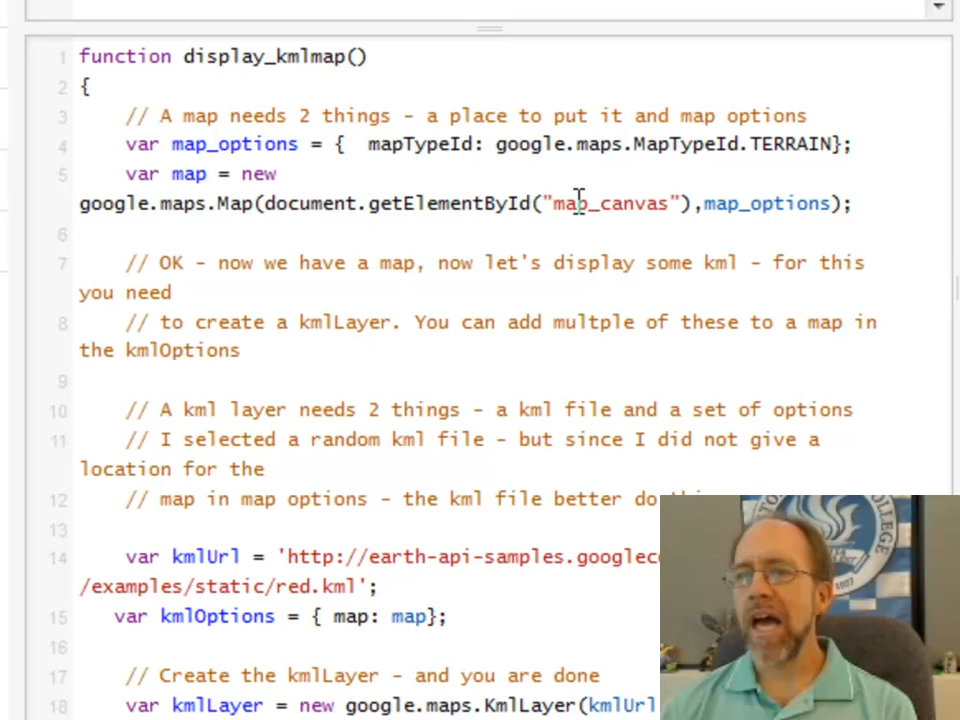 1 function display_kmlmap()
2 {
3 // A map needs 2 things - a place to put it and map options
4 var map_options = { mapTypeId: google.maps.MapTypeId.TERRAIN};
5 var map = new
google.maps.Map(document.getElementById("map_canvas"),map_options);
6
7 // OK - now we have a map, now let's display some kml - for this
you need
8 // to create a kmlLayer. You can add multple of these to a map in
the kmlOptions
9
10 // A kml layer needs 2 things - a kml file and a set of options
11 // I selected a random kml file - but since I did not give a
location for the
12 // map in map options - the kml file better do
13
14 var kmlUrl = 'http://earth-api-samples.googlec
/examples/static/red.kml';
15 var kmlOptions = { map: map};
16
17 // Create the kmlLayer - and you are done
18 var kmlLayer = new google.maps.KmlLayer(kmlUrl
COLLEGE